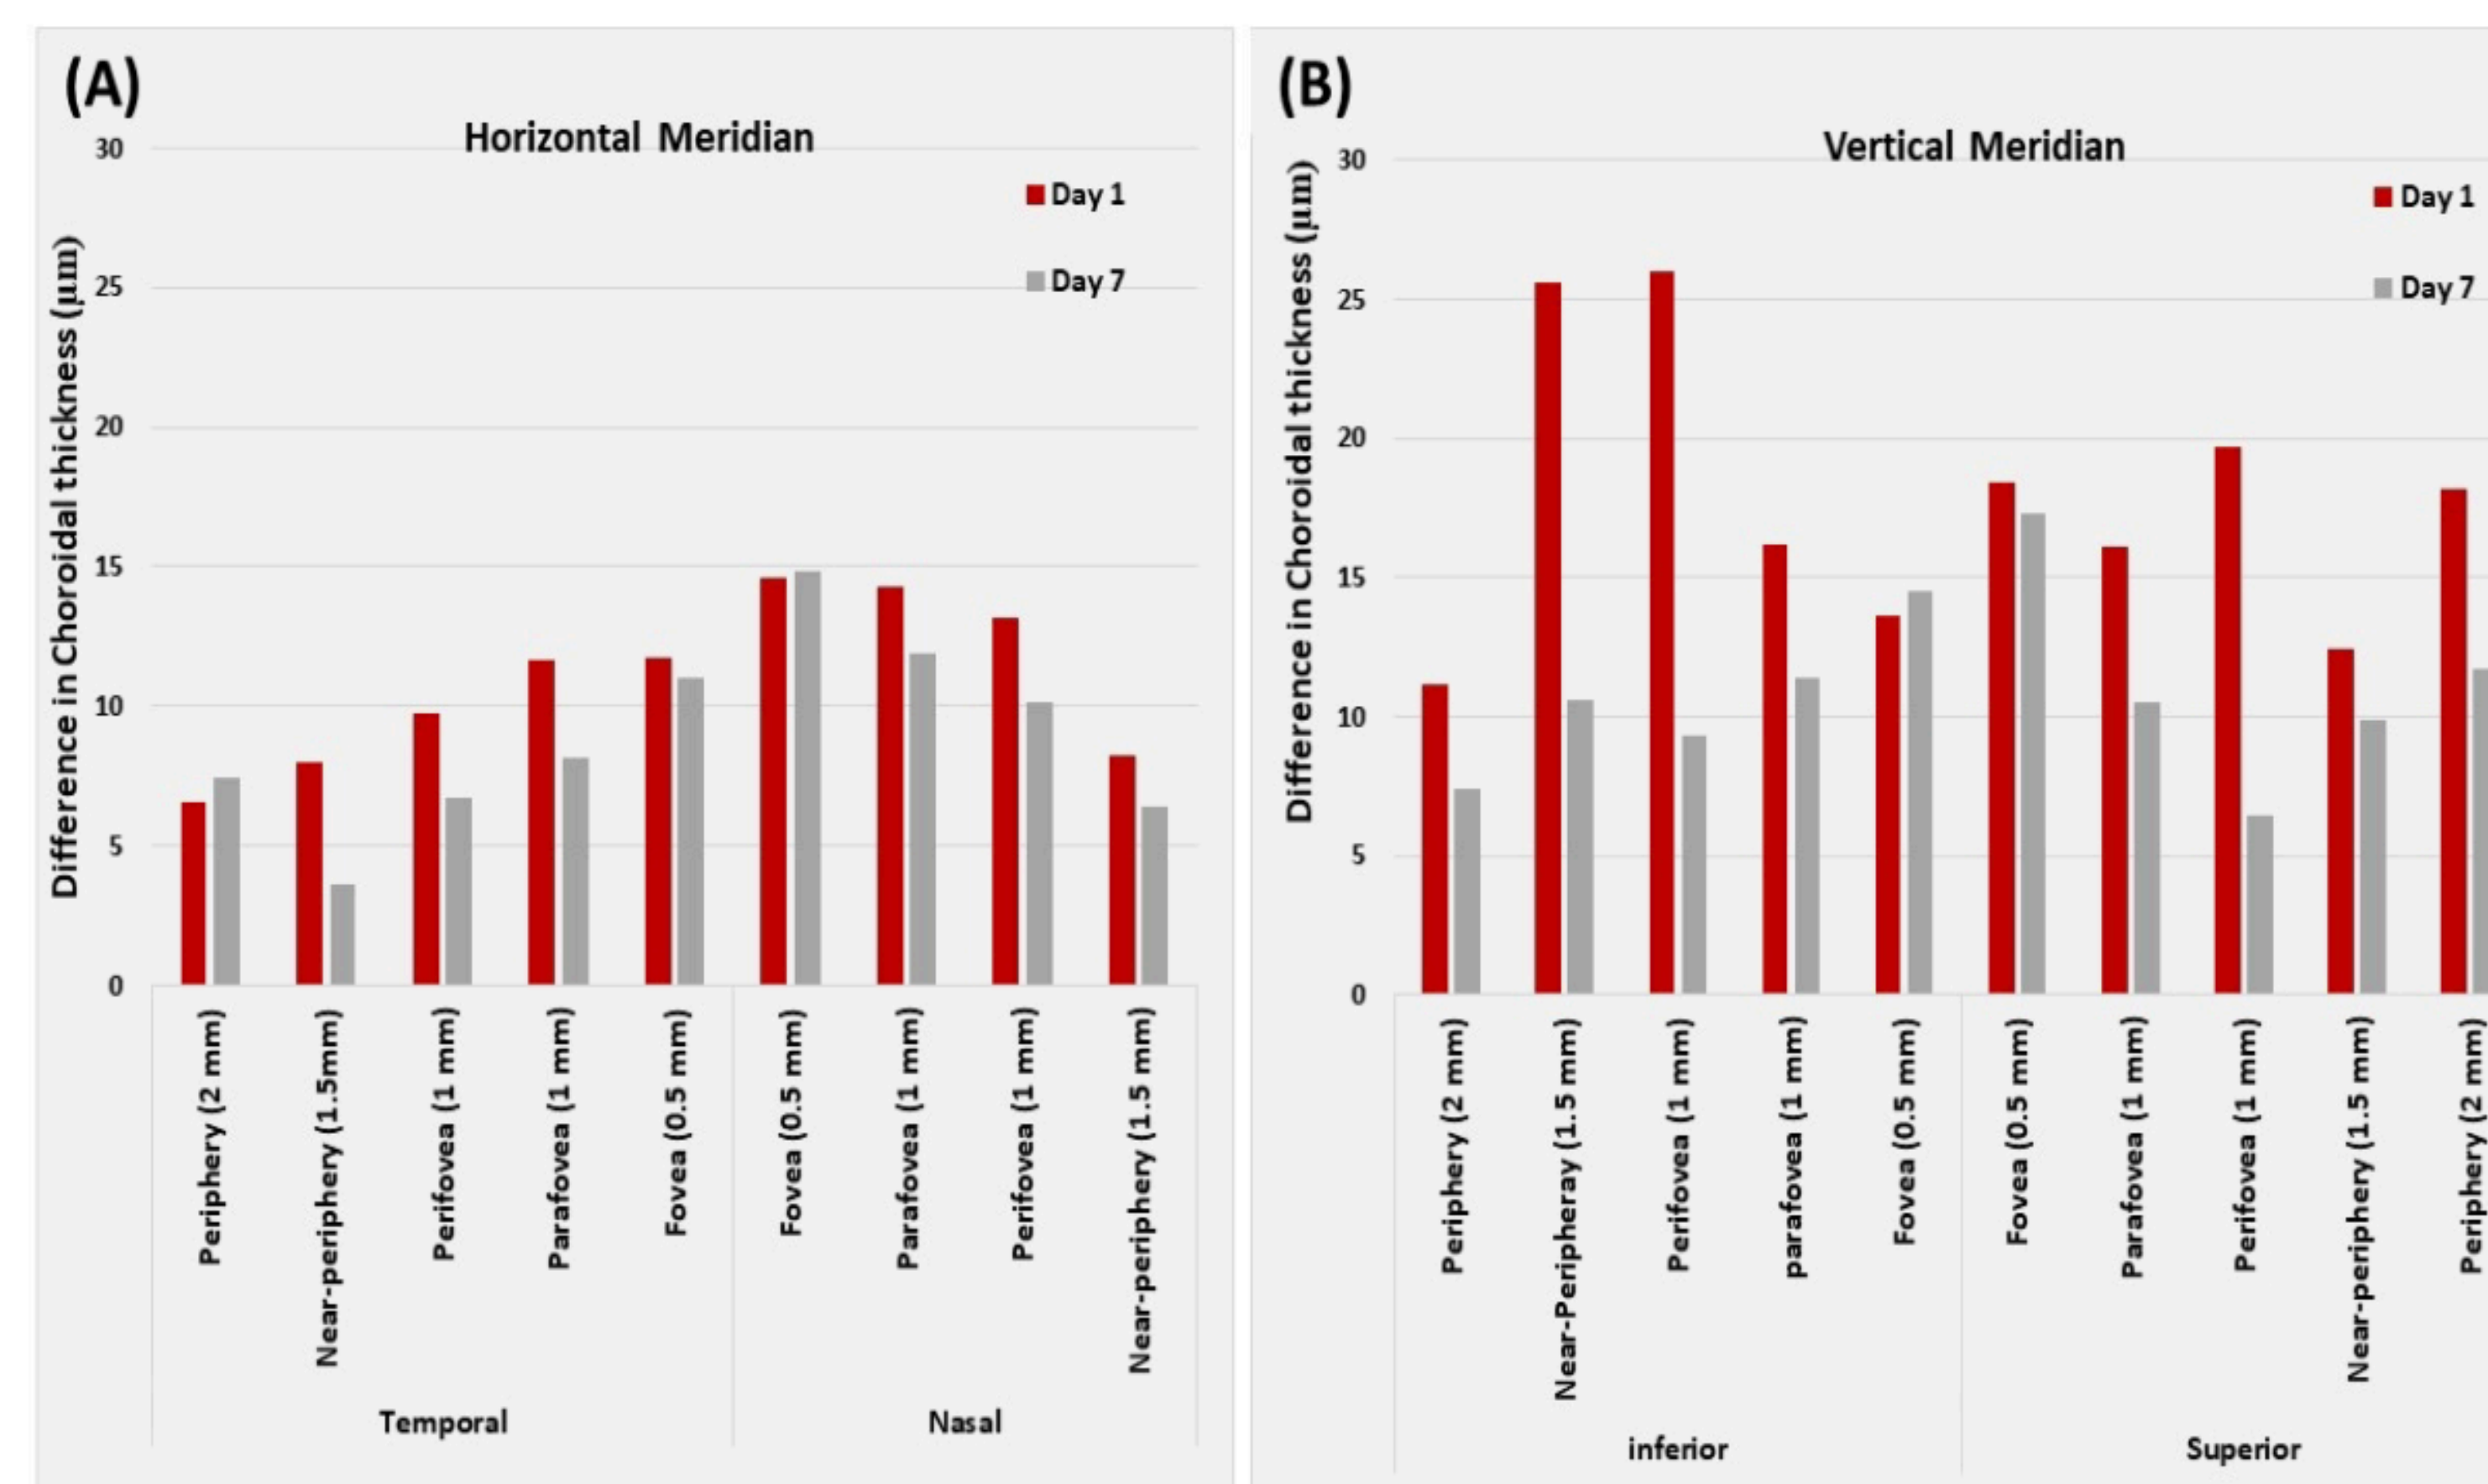 (A)
Horizontal Meridian
Difference in Choroidal thickness (µm)
30
25
20
15
10
5
0
Day 1
Day 7
Periphery (2 mm)
Near-periphery (1.5mm)
Perifovea (1 mm)
Parafovea (1 mm)
Fovea (0.5 mm)
Fovea (0.5 mm)
Parafovea (1 mm)
Perifovea (1 mm)
Near-periphery (1.5 mm)
Temporal
Nasal
(B)
Vertical Meridian
Difference in Choroidal thickness (µm)
30
25
20
15
10
5
0
Day 1
Day 7
Periphery (2 mm)
Near-Peripheray (1.5 mm)
Perifovea (1 mm)
parafovea (1 mm)
Fovea (0.5 mm)
Fovea (0.5 mm)
Parafovea (1 mm)
Perifovea (1 mm)
Near-periphery (1.5 mm)
Periphery (2 mm)
inferior
Superior